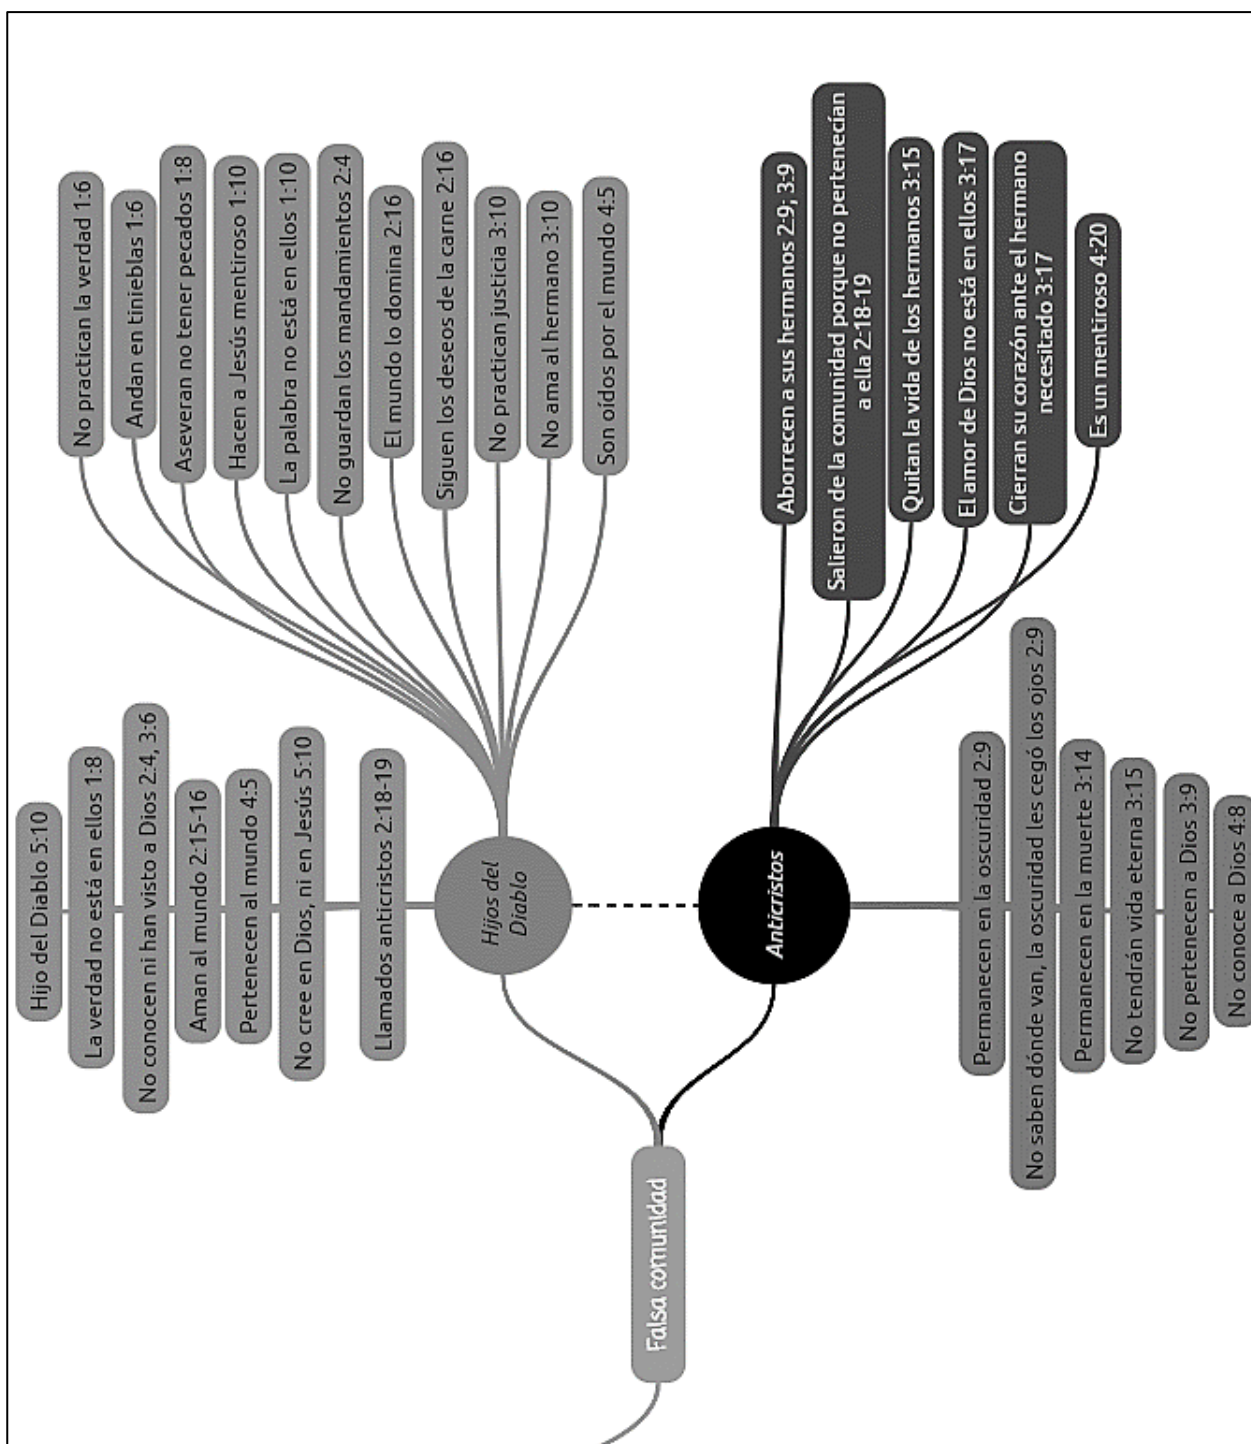 Hijo del Diablo 5:10
La verdad no está en ellos 1:8
No conocen ni han visto a Dios 2:4, 3:6
Aman al mundo 2:15-16
Pertenecen al mundo 4:5
No cree en Dios, ni en Jesús 5:10
Llamados anticristos 2:18-19
No practican la verdad 1:6
Andan en tinieblas 1:6
Aseveran no tener pecados 1:8
Hacen a Jesús mentiroso 1:10
La palabra no está en ellos 1:10
No guardan los mandamientos 2:4
El mundo lo domina 2:16
Siguen los deseos de la carne 2:16
No practican justicia 3:10
No ama al hermano 3:10
Son oídos por el mundo 4:5
Hijos del
Diablo
Falsa comunidad
Anticristos
Aborrecen a sus hermanos 2:9; 3:9
Salieron de la comunidad porque no pertenecían
a ella 2:18-19
Quitan la vida de los hermanos 3:15
El amor de Dios no está en ellos 3:17
Cierran su corazón ante el hermano
necesitado 3:17
Es un mentiroso 4:20
Permanecen en la oscuridad 2:9
No saben dónde van, la oscuridad les cegó los ojos 2:9
Permanecen en la muerte 3:14
No tendrán vida eterna 3:15
No pertenecen a Dios 3:9
No conoce a Dios 4:8